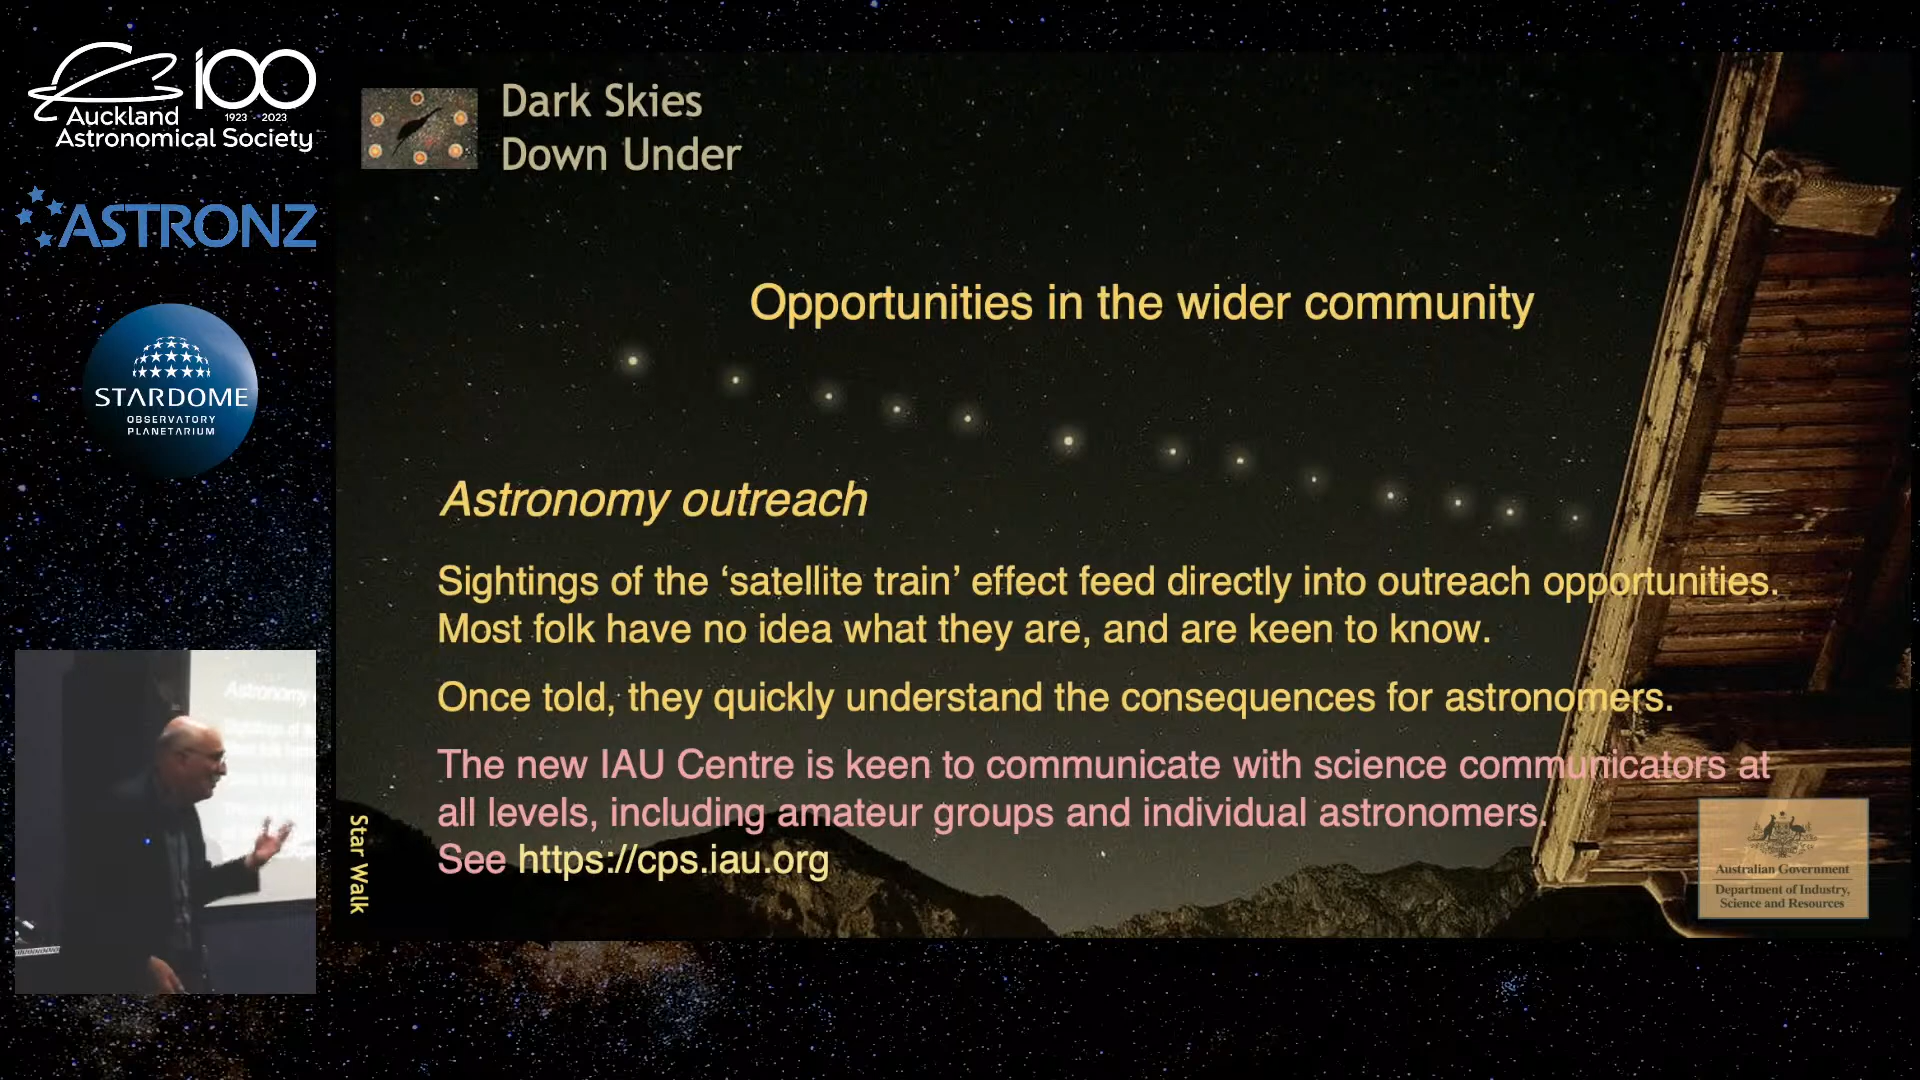 100
1923 - 2023
Auckland
Astronomical Society
ASTRONZ
STARDOME
OBSERVATORY
PLANETARIUM
Astronomy
Dark Skies
Down Under
Opportunities in the wider community
Astronomy outreach
Sightings of the ‘satellite train’ effect feed directly into outreach opportunities.
Most folk have no idea what they are, and are keen to know.
Once told, they quickly understand the consequences for astronomers.
The new IAU Centre is keen to communicate with science communicators at
all levels, including amateur groups and individual astronomers.
See https://cps.iau.org
Star Walk
Australian Government
Department of Industry,
Science and Resources